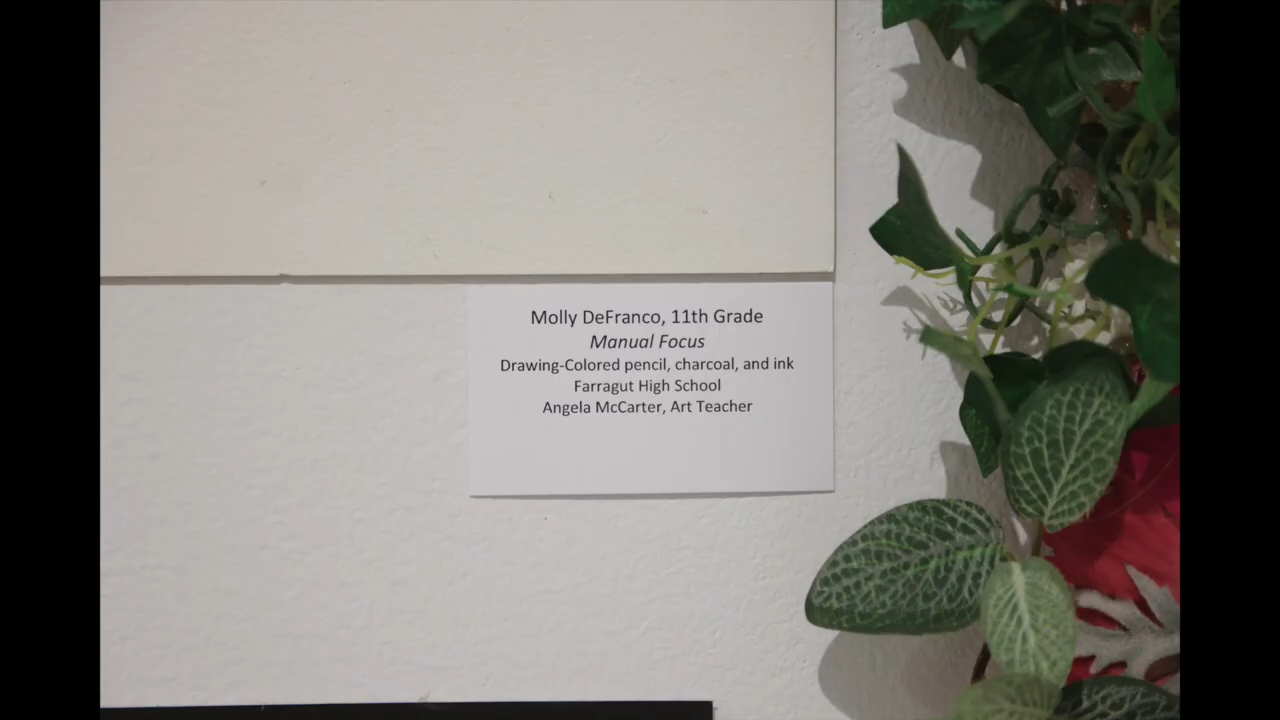 Molly DeFranco, 11th Grade
Manual Focus
Drawing-Colored pencil, charcoal, and ink
Farragut High School
Angela McCarter, Art Teacher